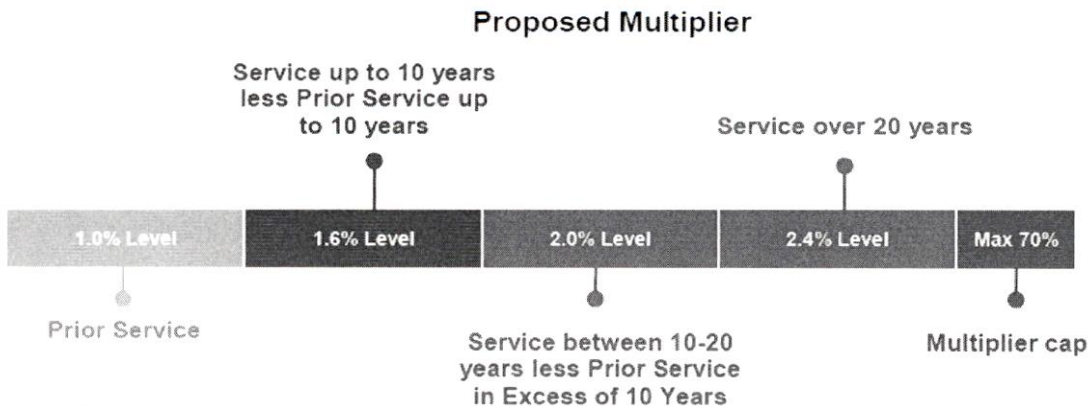 Proposed Multiplier
Service up to 10 years
less Prior Service up
to 10 years
Service over 20 years
1.0% Level
1.6% Level
2.0% Level
2.4% Level
Max 70%
Prior Service
Service between 10-20
years less Prior Service
in Excess of 10 Years
Multiplier cap